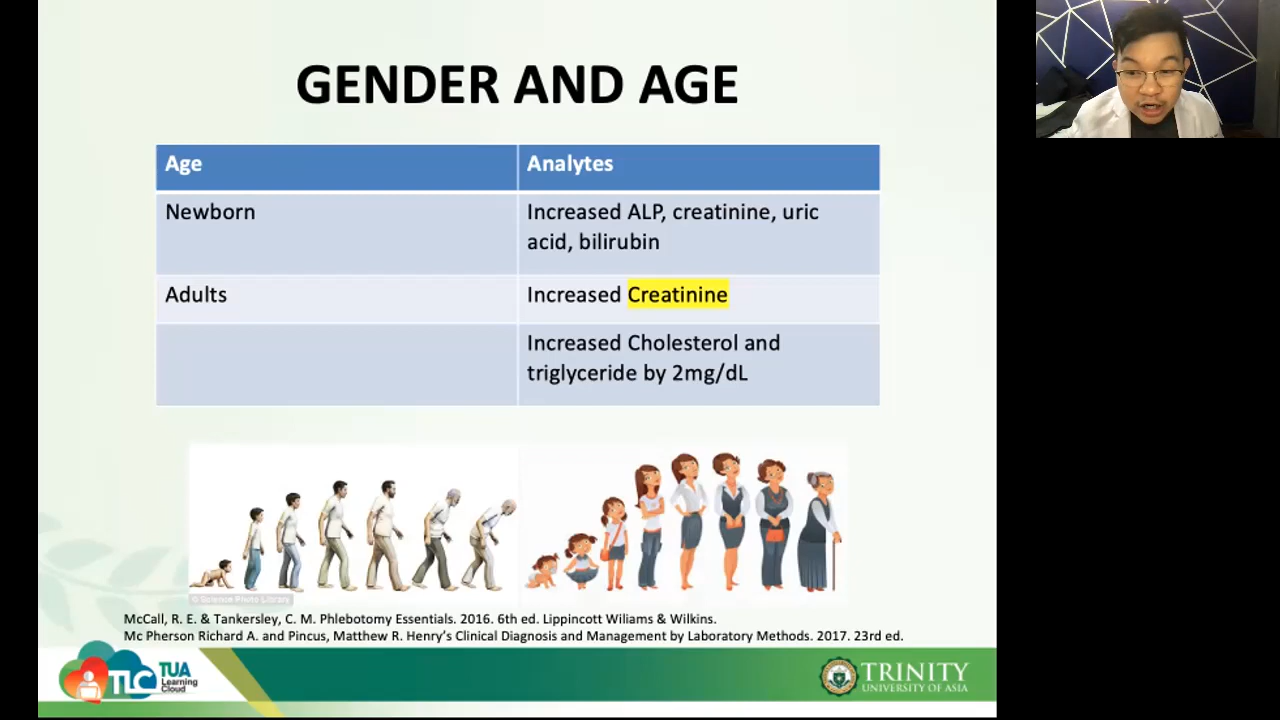 GENDER AND AGE
Age
Analytes
Newborn
Increased ALP, creatinine, uric
acid, bilirubin
Adults
Increased Creatinine
Increased Cholesterol and
triglyceride by 2mg/dL
© Science Photo Library
McCall, R. E. & Tankersley, C. M. Phlebotomy Essentials. 2016. 6th ed. Lippincott Wiliams & Wilkins.
Mc Pherson Richard A. and Pincus, Matthew R. Henry's Clinical Diagnosis and Management by Laboratory Methods. 2017. 23rd ed.
TLC
TUA
Learning
Cloud
TRINITY
UNIVERSITY OF ASIA